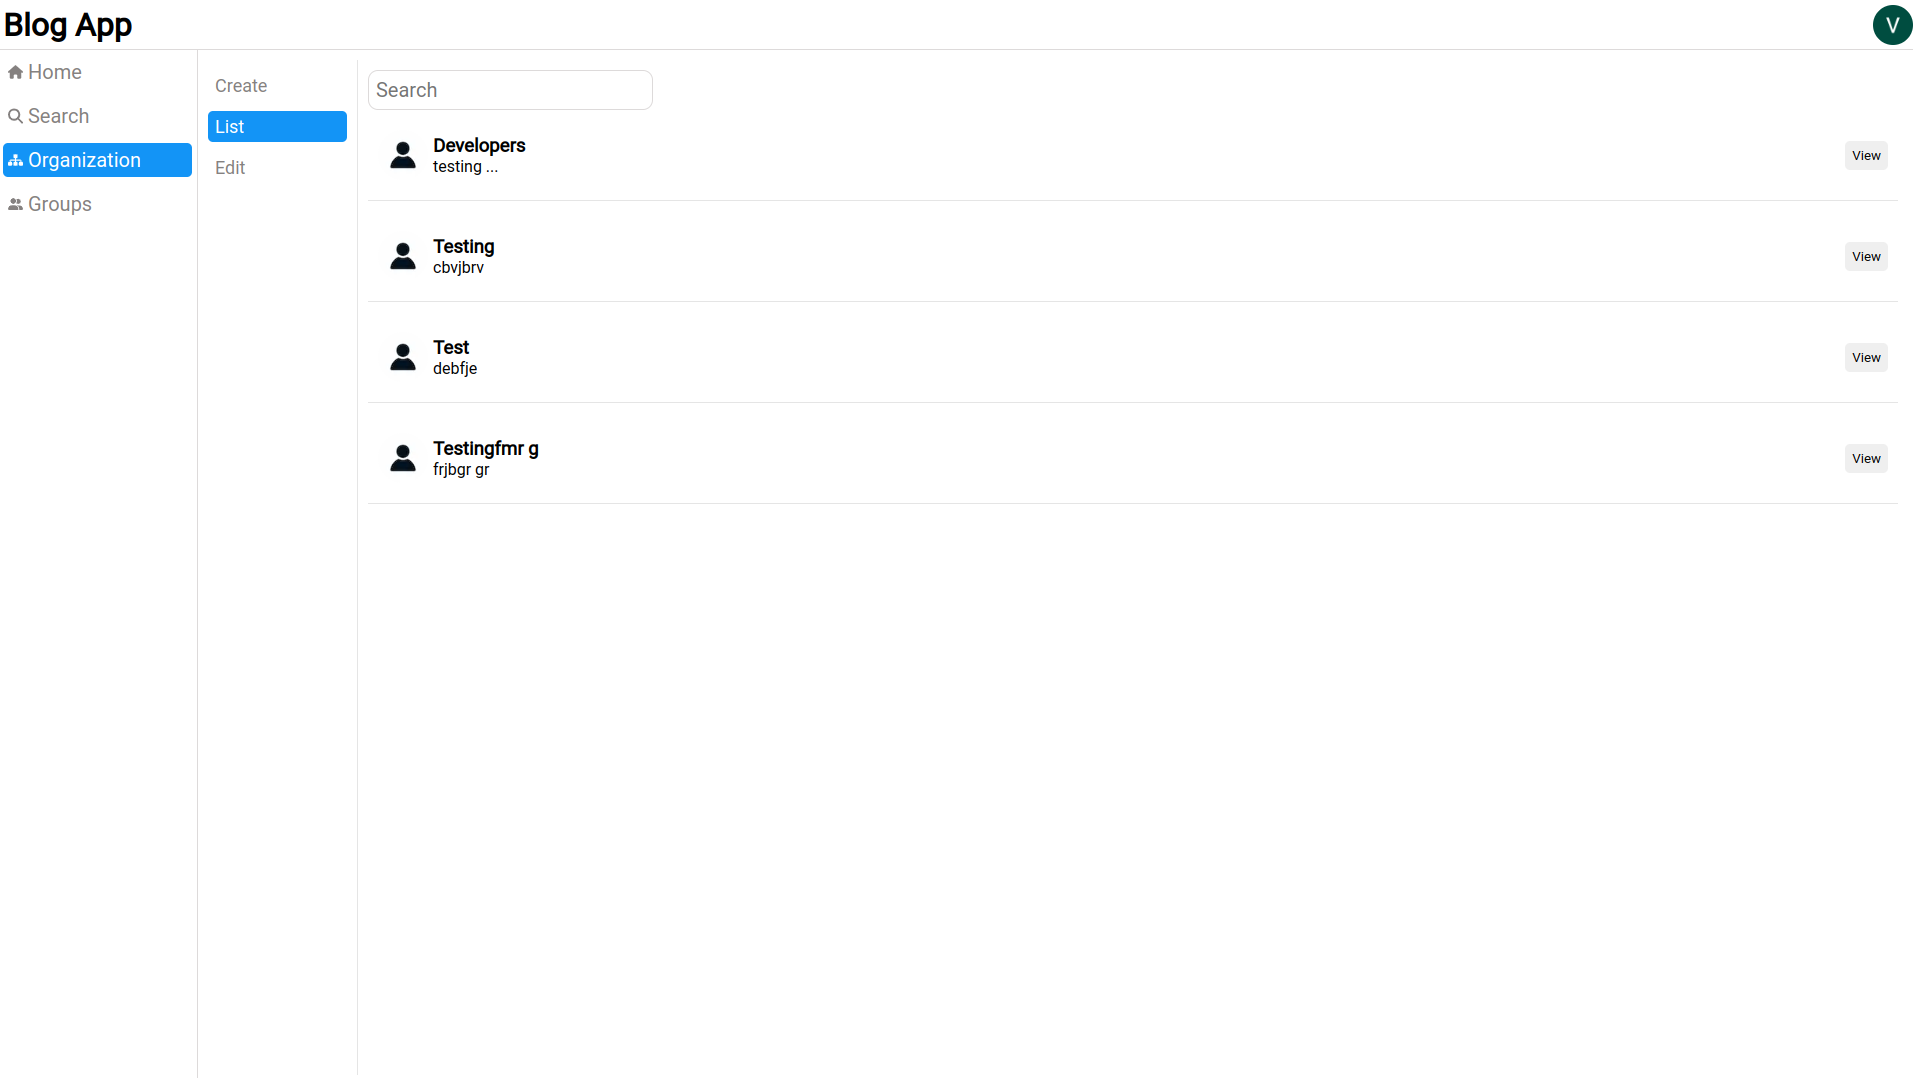 Blog App
V
Home
Search
Organization
Groups
Create
List
Edit
Search
Developers
testing ...
View
Testing
cbvjbrv
View
Test
debfje
View
Testingfmr g
frjbgr gr
View